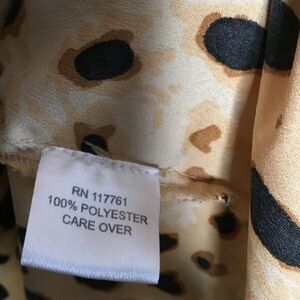 RN 117761
100% POLYESTER
CARE OVER